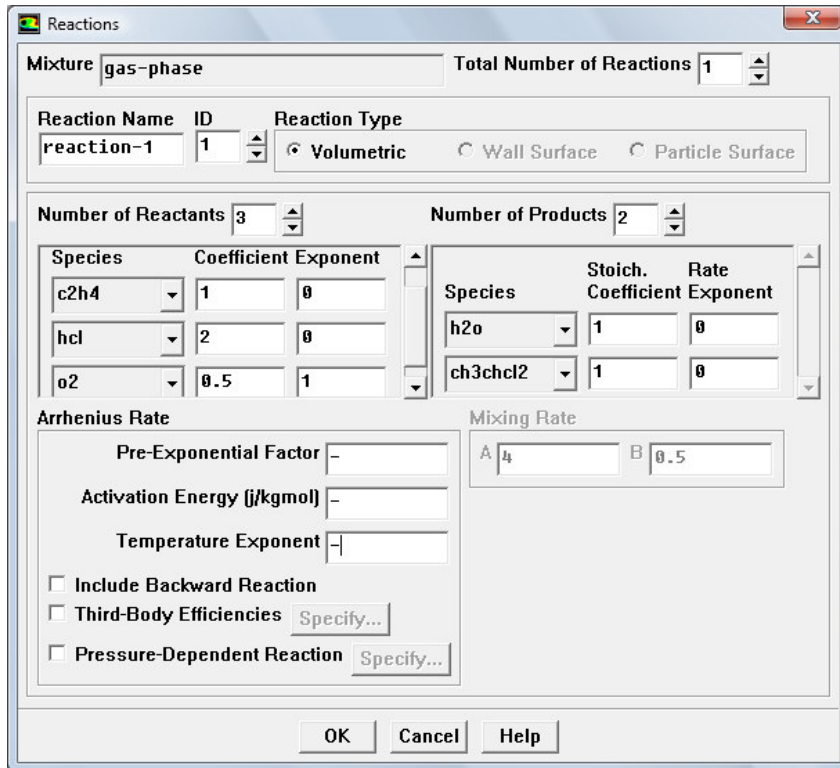 Reactions
Mixture gas-phase Total Number of Reactions 1
Reaction Name ID Reaction Type
reaction-1 1 Volumetric Wall Surface Particle Surface
Number of Reactants 3 Number of Products 2
Species Coefficient Exponent
c2h4 1 0
hcl 2 0
o2 0.5 1
Stoich. Rate
Species Coefficient Exponent
h2o 1 0
ch3chcl2 1 0
Arrhenius Rate
Pre-Exponential Factor -
Activation Energy (j/kgmol) -
Temperature Exponent -
Include Backward Reaction
Third-Body Efficiencies Specify...
Pressure-Dependent Reaction Specify...
Mixing Rate
A 4 B 0.5
OK Cancel Help